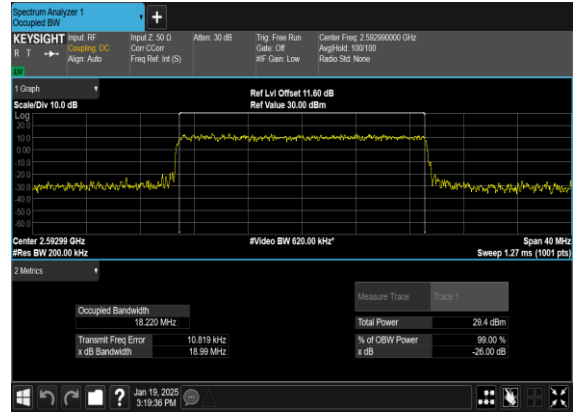 Spectrum Analyzer 1
Occupied BW
KEYSIGHT Input: RF Input Z: 50 Ω Atten: 30 dB Trig: Free Run Center Freq: 2.592990000 GHz
R T Coupling: DC Corr CCorr Gate: Off Avg|Hold: 100/100
Align: Auto Freq Ref: Int (S) #IF Gain: Low Radio Std: None
LM
1 Graph
Ref Lvl Offset 11.60 dB
Scale/Div 10.0 dB Ref Value 30.00 dBm
Log
20.0
10.0
0.00
-10.0
-20.0
-30.0
-40.0
-50.0
-60.0
Center 2.59299 GHz #Video BW 620.00 kHz* Span 40 MHz
#Res BW 200.00 kHz Sweep 1.27 ms (1001 pts)
2 Metrics
Measure Trace Trace 1
Occupied Bandwidth
18.220 MHz Total Power 29.4 dBm
Transmit Freq Error 10.819 kHz % of OBW Power 99.00 %
x dB Bandwidth 18.99 MHz x dB -26.00 dB
Jan 19, 2025
3:19:36 PM